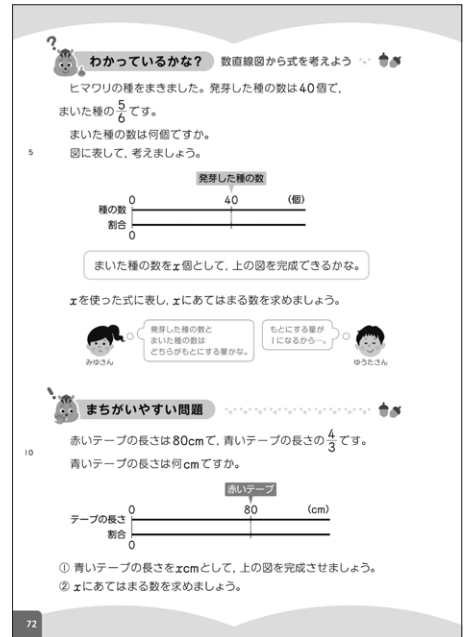 わかっているかな? 数直線図から式を考えよう
ヒマワリの種をまきました。発芽した種の数は40個で,
まいた種の5/6です。
まいた種の数は何個ですか。
5 図に表して,考えましょう。
発芽した種の数
0 40 (個)
種の数
割合
0
まいた種の数をx個として,上の図を完成できるかな。
xを使った式に表し,xにあてはまる数を求めましょう。
発芽した種の数と
まいた種の数は
どちらがもとにする量かな。
みゆさん
もとにする量が
1になるから…。
ゆうたさん
まちがいやすい問題
赤いテープの長さは80cmで,青いテープの長さの4/3です。
10
青いテープの長さは何cmですか。
赤いテープ
0 80 (cm)
テープの長さ
割合
0
① 青いテープの長さをxcmとして,上の図を完成させましょう。
② xにあてはまる数を求めましょう。
72